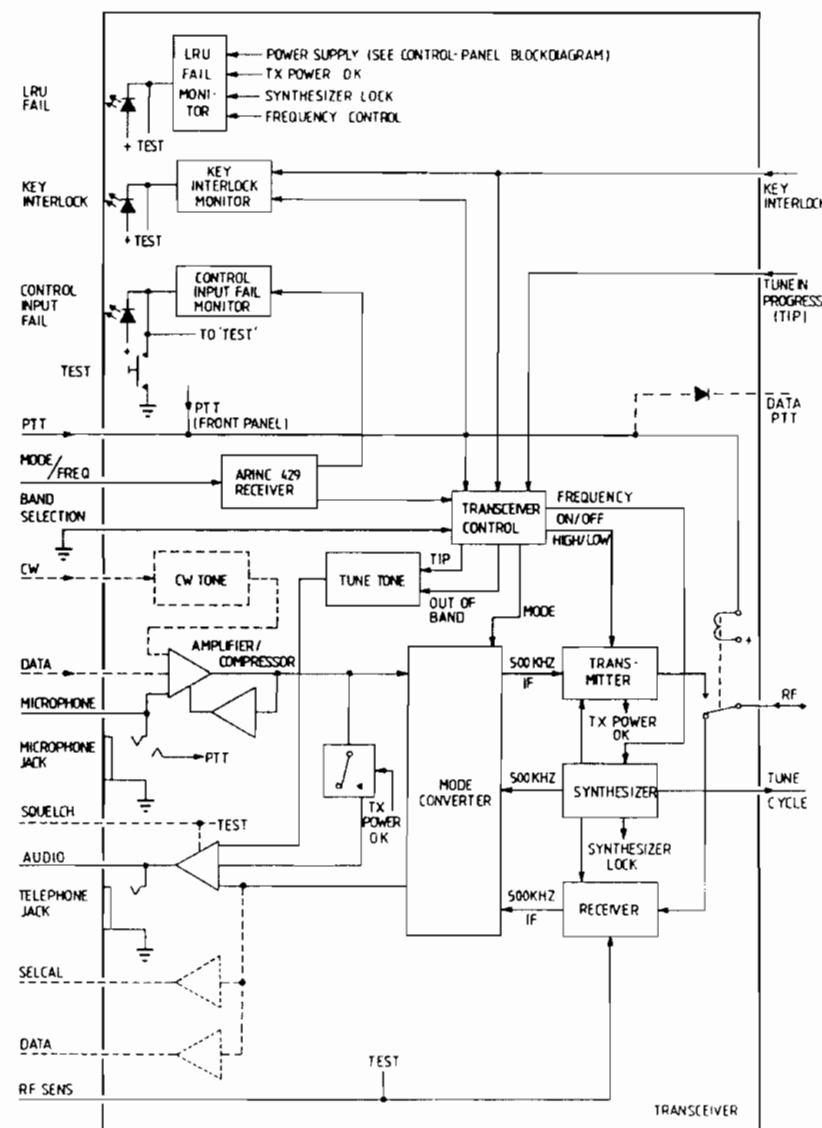 LRU
FAIL
MONI-
TOR
POWER SUPPLY (SEE CONTROL-PANEL BLOCKDIAGRAM)
TX POWER OK
SYNTHESIZER LOCK
FREQUENCY CONTROL
LRU
FAIL
+ TEST
KEY
INTERLOCK
MONITOR
KEY
INTERLOCK
KEY
INTERLOCK
+ TEST
CONTROL
INPUT FAIL
MONITOR
CONTROL
INPUT
FAIL
TUNE IN
PROGRESS
(TIP)
+
TO 'TEST'
TEST
PTT
(FRONT PANEL)
PTT
DATA
PTT
MODE/FREQ
ARINC 429
RECEIVER
BAND
SELECTION
TRANSCEIVER
CONTROL
FREQUENCY
ON/OFF
HIGH/LOW
CW
CW TONE
TUNE TONE
TIP
OUT OF
BAND
MODE
AMPLIFIER/
COMPRESSOR
DATA
MICROPHONE
500KHZ
IF
TRANS-
MITTER
+
RF
TX POWER
OK
MICROPHONE
JACK
PTT
MODE
CONVERTER
500KHZ
SYNTHESIZER
TUNE
CYCLE
TX
POWER
OK
SQUELCH
TEST
SYNTHESIZER
LOCK
AUDIO
TELEPHONE
JACK
500KHZ
IF
RECEIVER
SELCAL
DATA
TEST
RF SENS
TRANSCEIVER